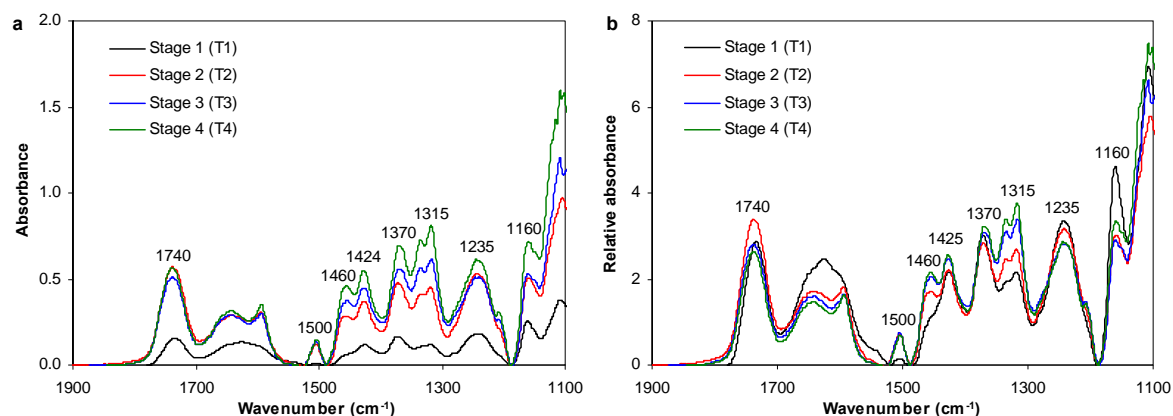 a
2.0
1.5
1.0
0.5
0.0
Absorbance
Stage 1 (T1)
Stage 2 (T2)
Stage 3 (T3)
Stage 4 (T4)
1740
1500
1460
1424
1370
1315
1235
1160
1900
1700
1500
1300
1100
Wavenumber (cm⁻¹)
b
8
6
4
2
0
Relative absorbance
Stage 1 (T1)
Stage 2 (T2)
Stage 3 (T3)
Stage 4 (T4)
1740
1500
1460
1425
1370
1315
1235
1160
1900
1700
1500
1300
1100
Wavenumber (cm⁻¹)